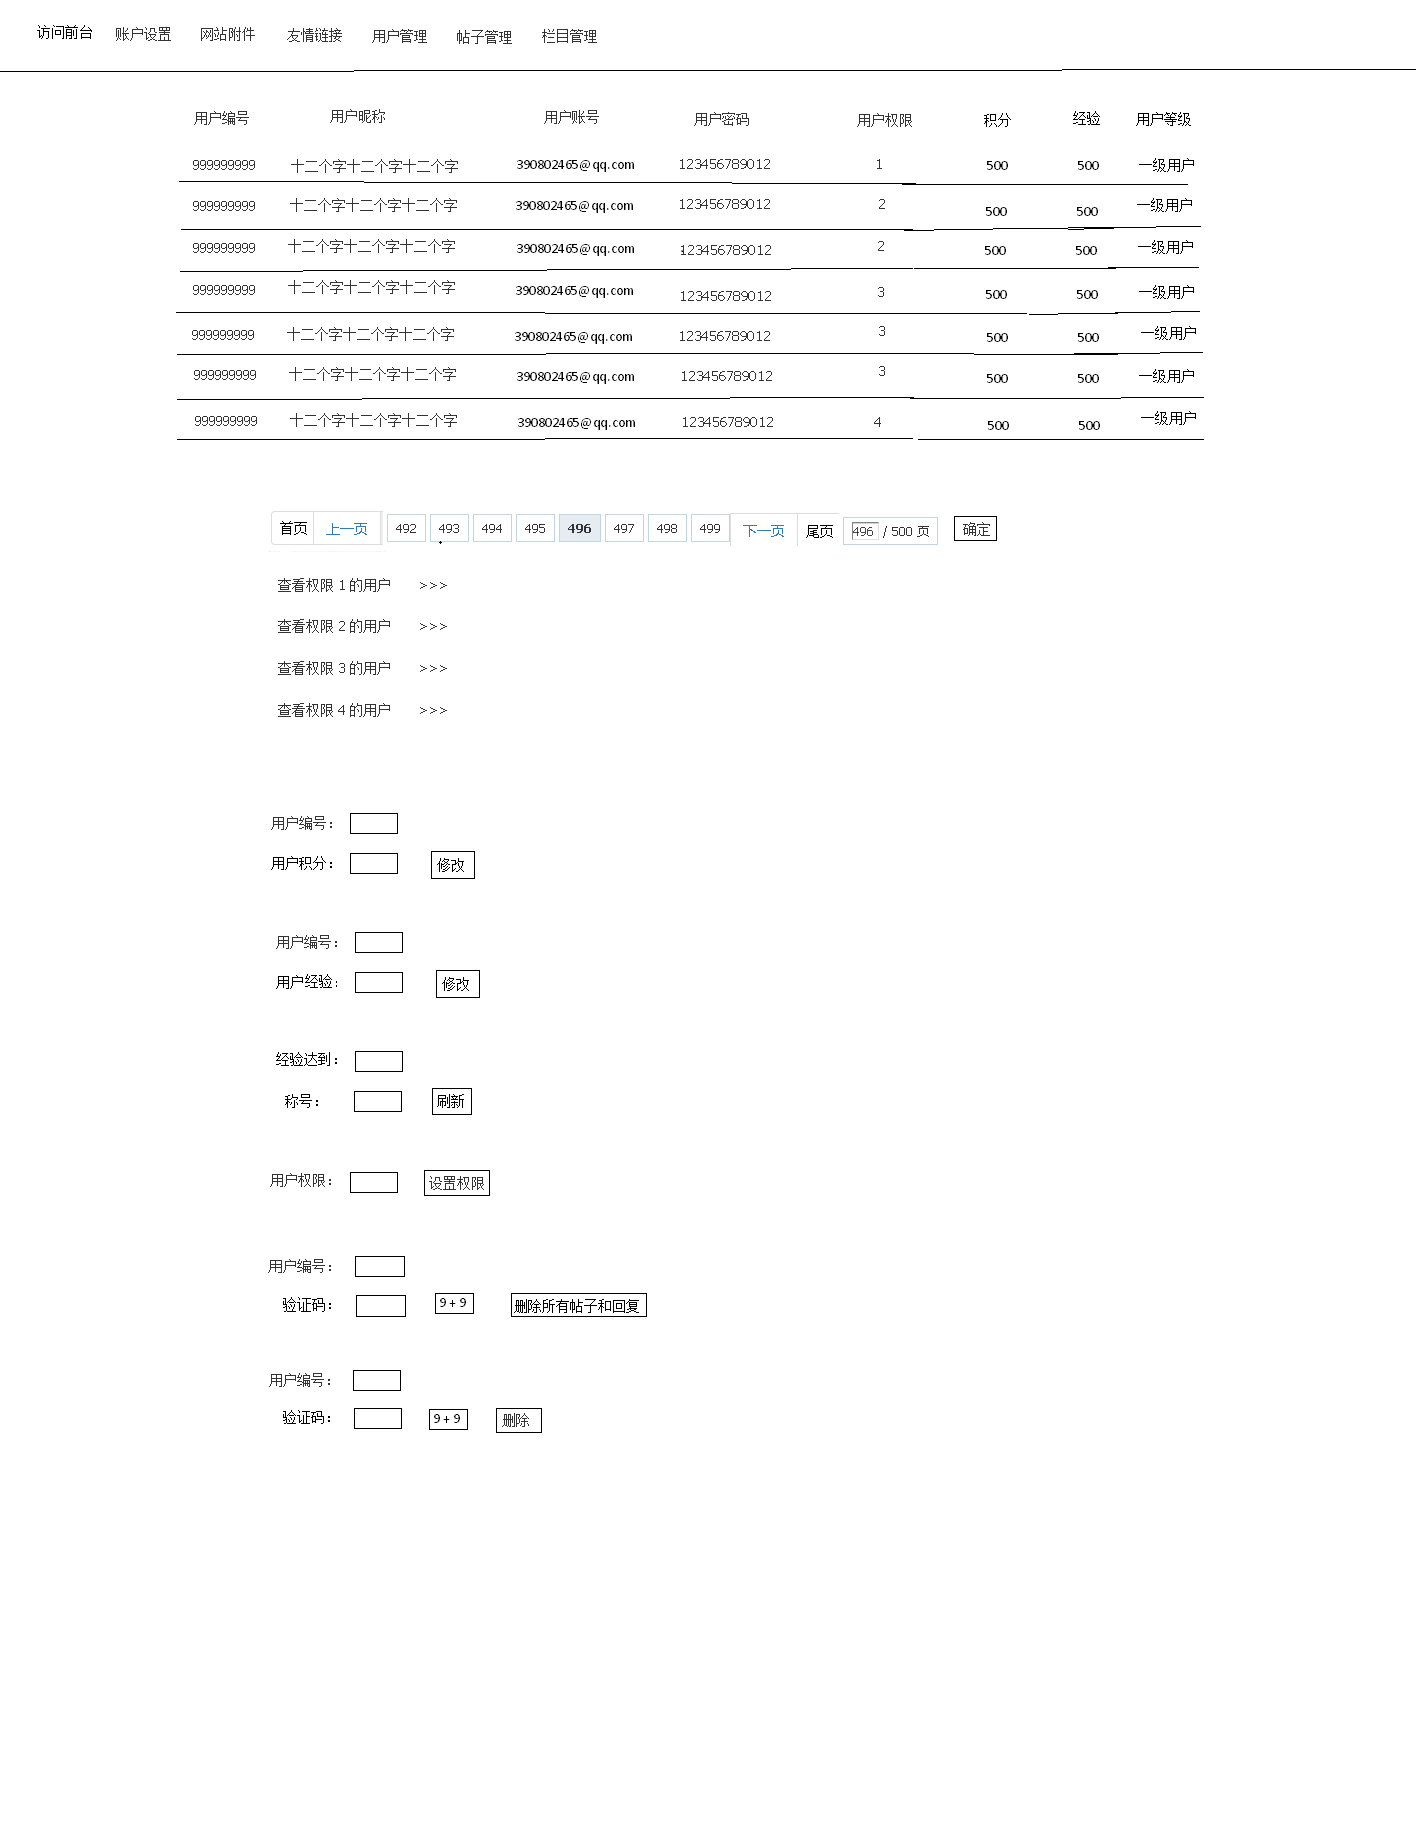 访问前台 账户设置 网站附件 友情链接 用户管理 帖子管理 栏目管理
用户编号 用户昵称 用户账号 用户密码 用户权限 积分 经验 用户等级
999999999 十二个字十二个字十二个字 390802465@qq.com 123456789012 1 500 500 一级用户
999999999 十二个字十二个字十二个字 390802465@qq.com 123456789012 2 500 500 一级用户
999999999 十二个字十二个字十二个字 390802465@qq.com 123456789012 2 500 500 一级用户
999999999 十二个字十二个字十二个字 390802465@qq.com 123456789012 3 500 500 一级用户
999999999 十二个字十二个字十二个字 390802465@qq.com 123456789012 3 500 500 一级用户
999999999 十二个字十二个字十二个字 390802465@qq.com 123456789012 3 500 500 一级用户
999999999 十二个字十二个字十二个字 390802465@qq.com 123456789012 4 500 500 一级用户
首页 上一页 492 493 494 495 496 497 498 499 下一页 尾页 496 / 500 页 确定
查看权限 1 的用户 >>>
查看权限 2 的用户 >>>
查看权限 3 的用户 >>>
查看权限 4 的用户 >>>
用户编号：
用户积分： 修改
用户编号：
用户经验： 修改
经验达到：
称号： 刷新
用户权限： 设置权限
用户编号：
验证码： 9 + 9 删除所有帖子和回复
用户编号：
验证码： 9 + 9 删除